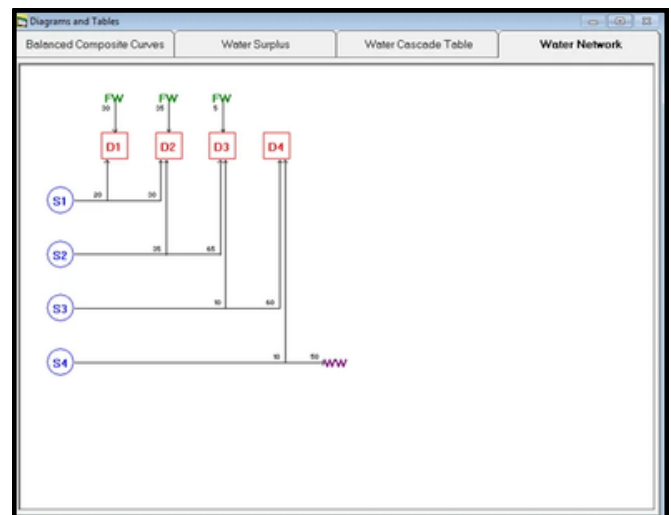 Diagrams and Tables
Balanced Composite Curves Water Surplus Water Cascade Table Water Network
FW FW FW
30 35 5
D1 D2 D3 D4
S1 20 30
S2 35 65
S3 10 60
S4 10 50 WW